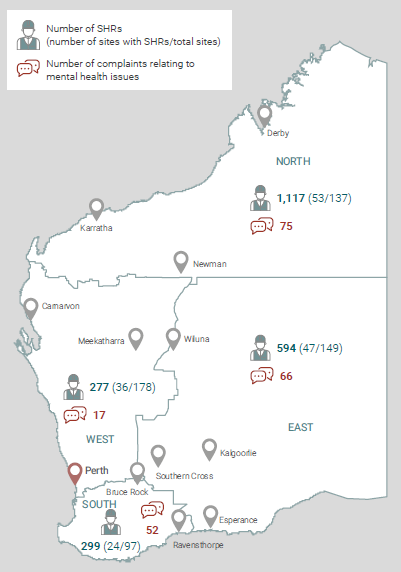 Number of SHRs
(number of sites with SHRs/total sites)
Number of complaints relating to
mental health issues
Derby
NORTH
1,117 (53/137)
75
Karratha
Newman
Carnarvon
Meekatharra
Wiluna
594 (47/149)
66
277 (36/178)
17
EAST
WEST
Kalgoorlie
Perth
Southern Cross
Bruce Rock
SOUTH
52
Esperance
299 (24/97)
Ravensthorpe